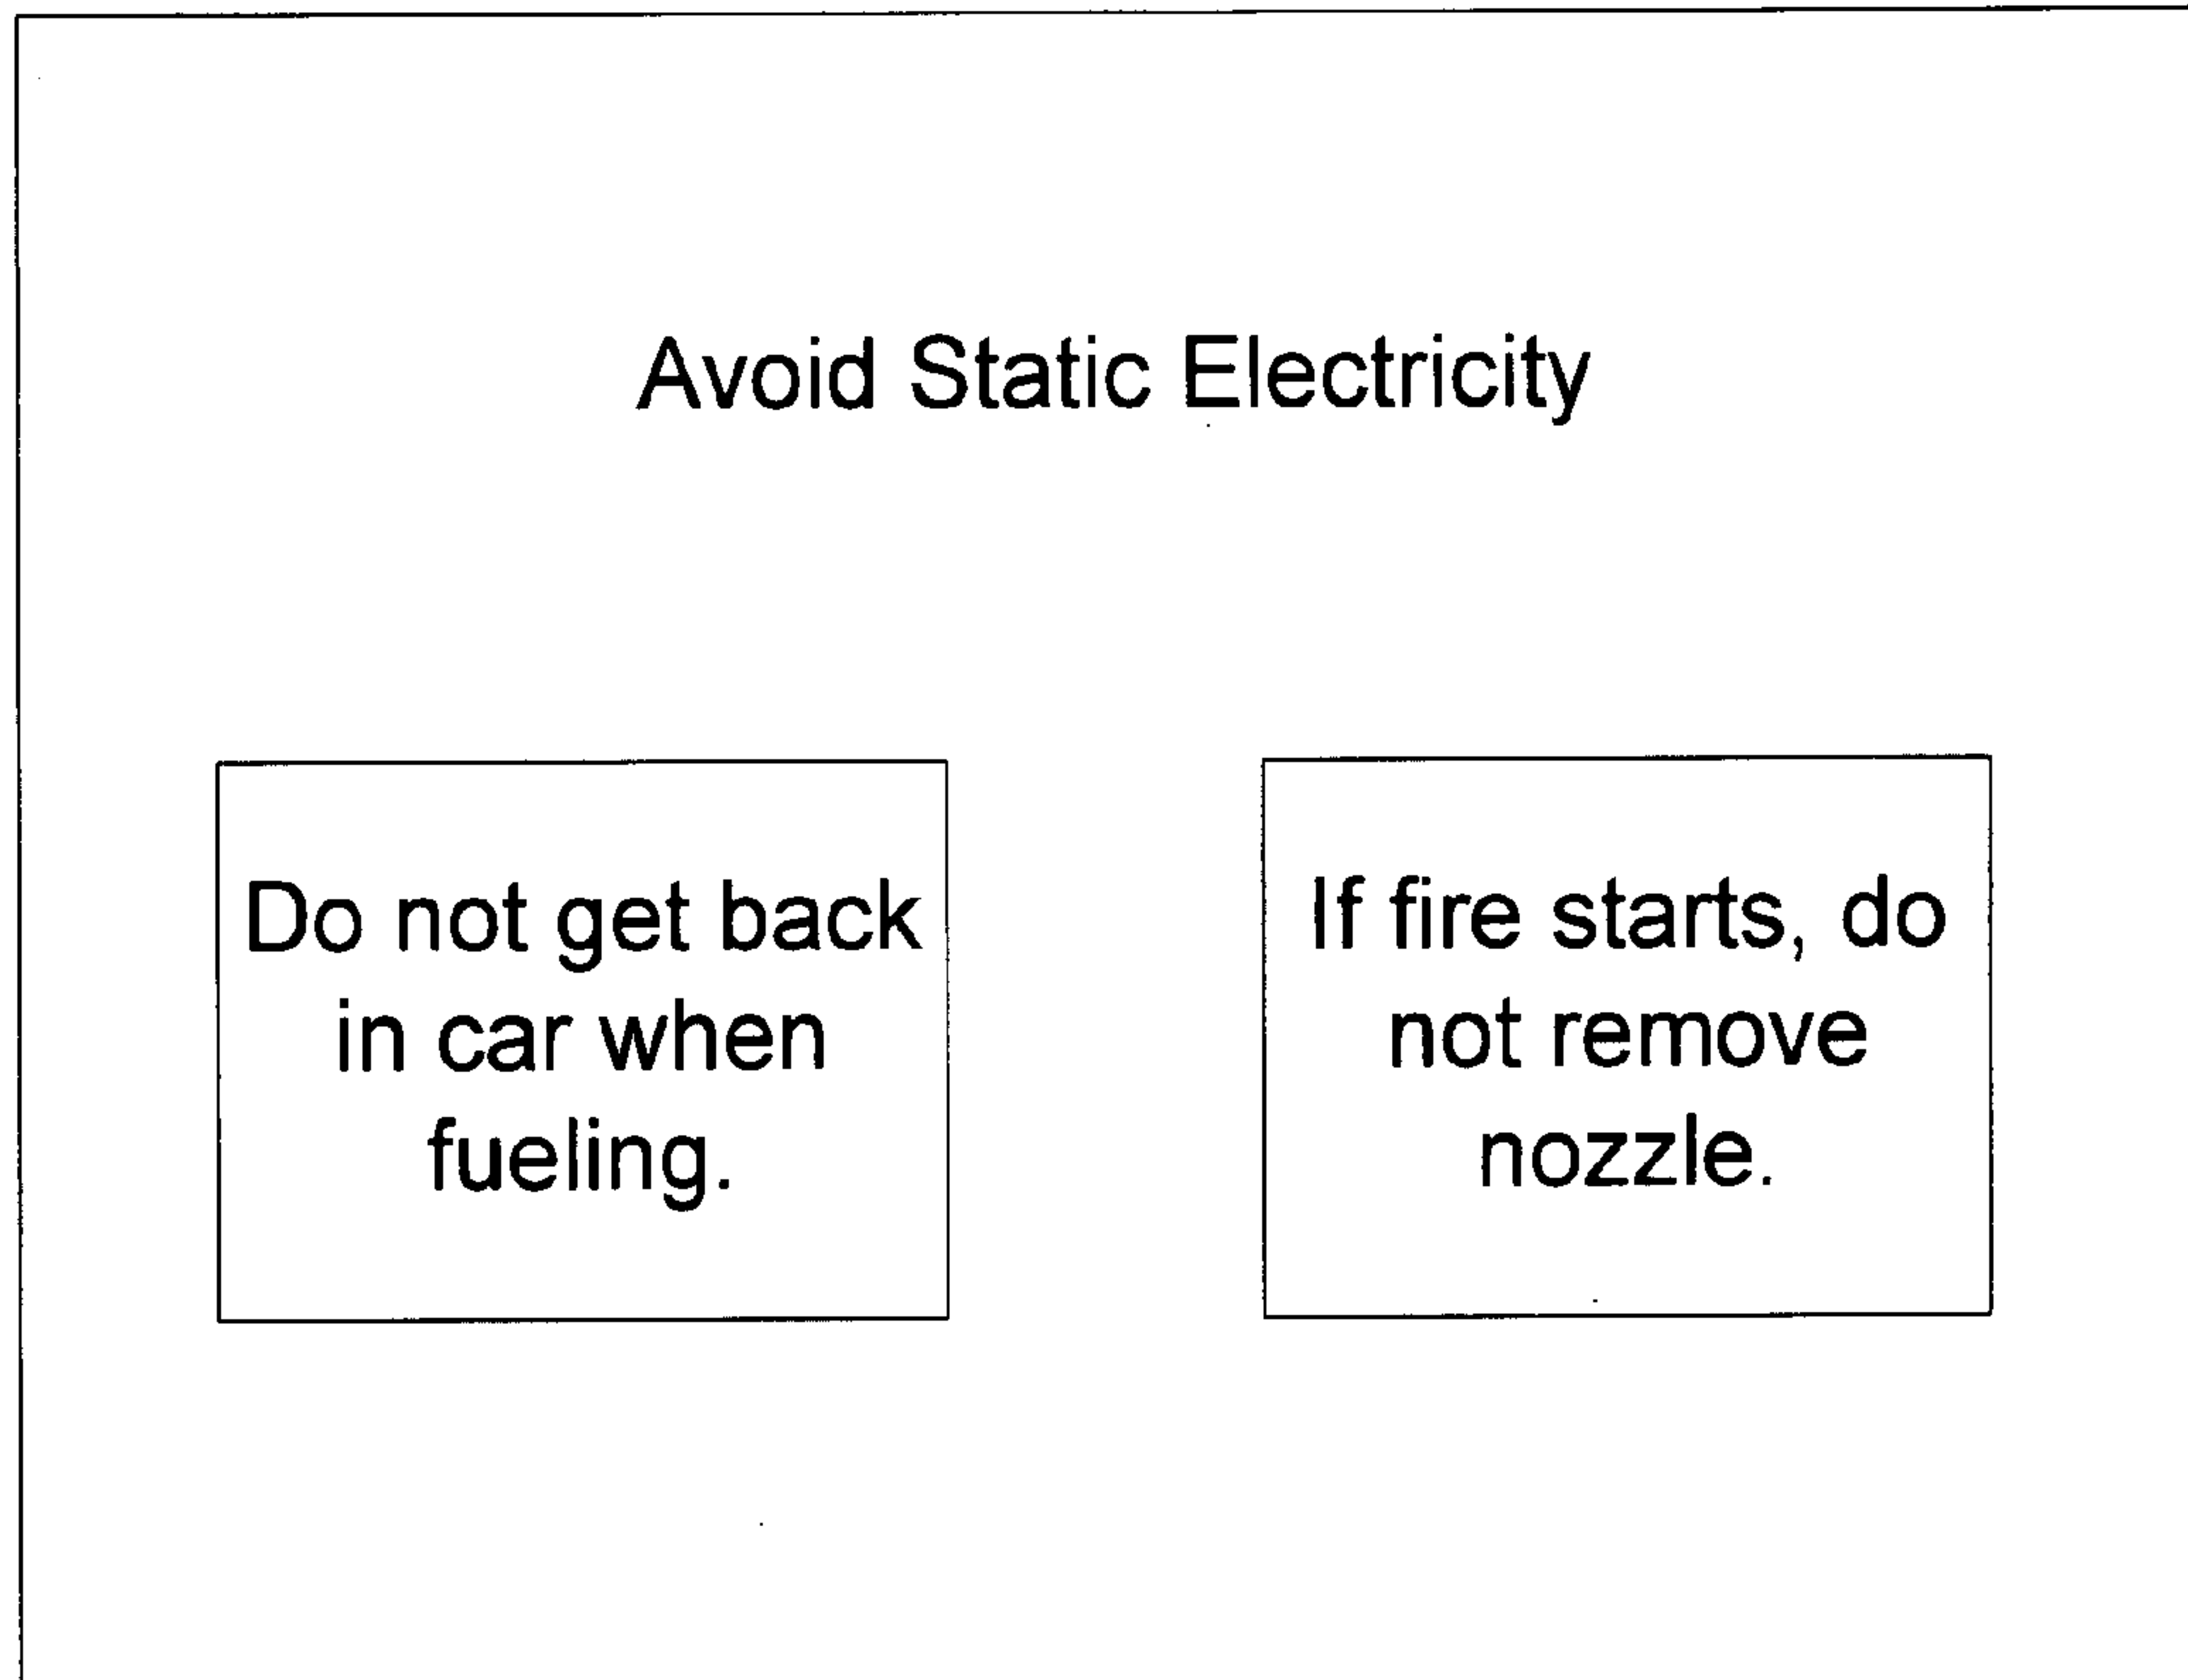 Avoid Static Electricity
Do not get back
in car when
fueling.
If fire starts, do
not remove
nozzle.